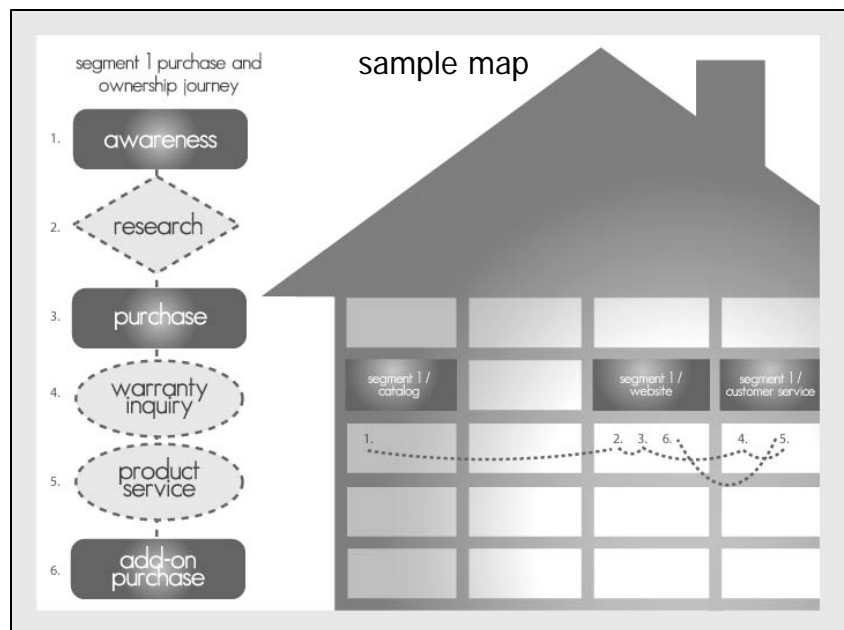 segment 1 purchase and
ownership journey
sample map
1.
awareness
2.
research
3.
purchase
4.
warranty
inquiry
5.
product
service
6.
add-on
purchase
segment 1 /
catalog
segment 1 /
website
segment 1 /
customer service
1.
2. 3. 6.
4. 5.